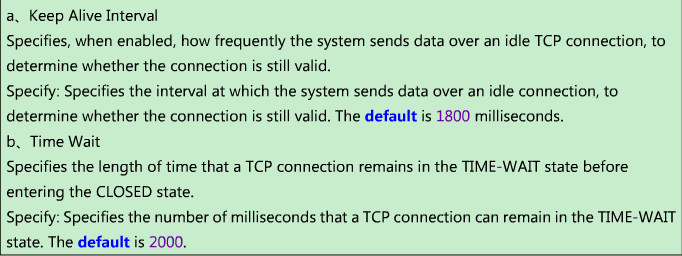 a、Keep Alive Interval
Specifies, when enabled, how frequently the system sends data over an idle TCP connection, to
determine whether the connection is still valid.
Specify: Specifies the interval at which the system sends data over an idle connection, to
determine whether the connection is still valid. The default is 1800 milliseconds.
b、Time Wait
Specifies the length of time that a TCP connection remains in the TIME-WAIT state before
entering the CLOSED state.
Specify: Specifies the number of milliseconds that a TCP connection can remain in the TIME-WAIT
state. The default is 2000.